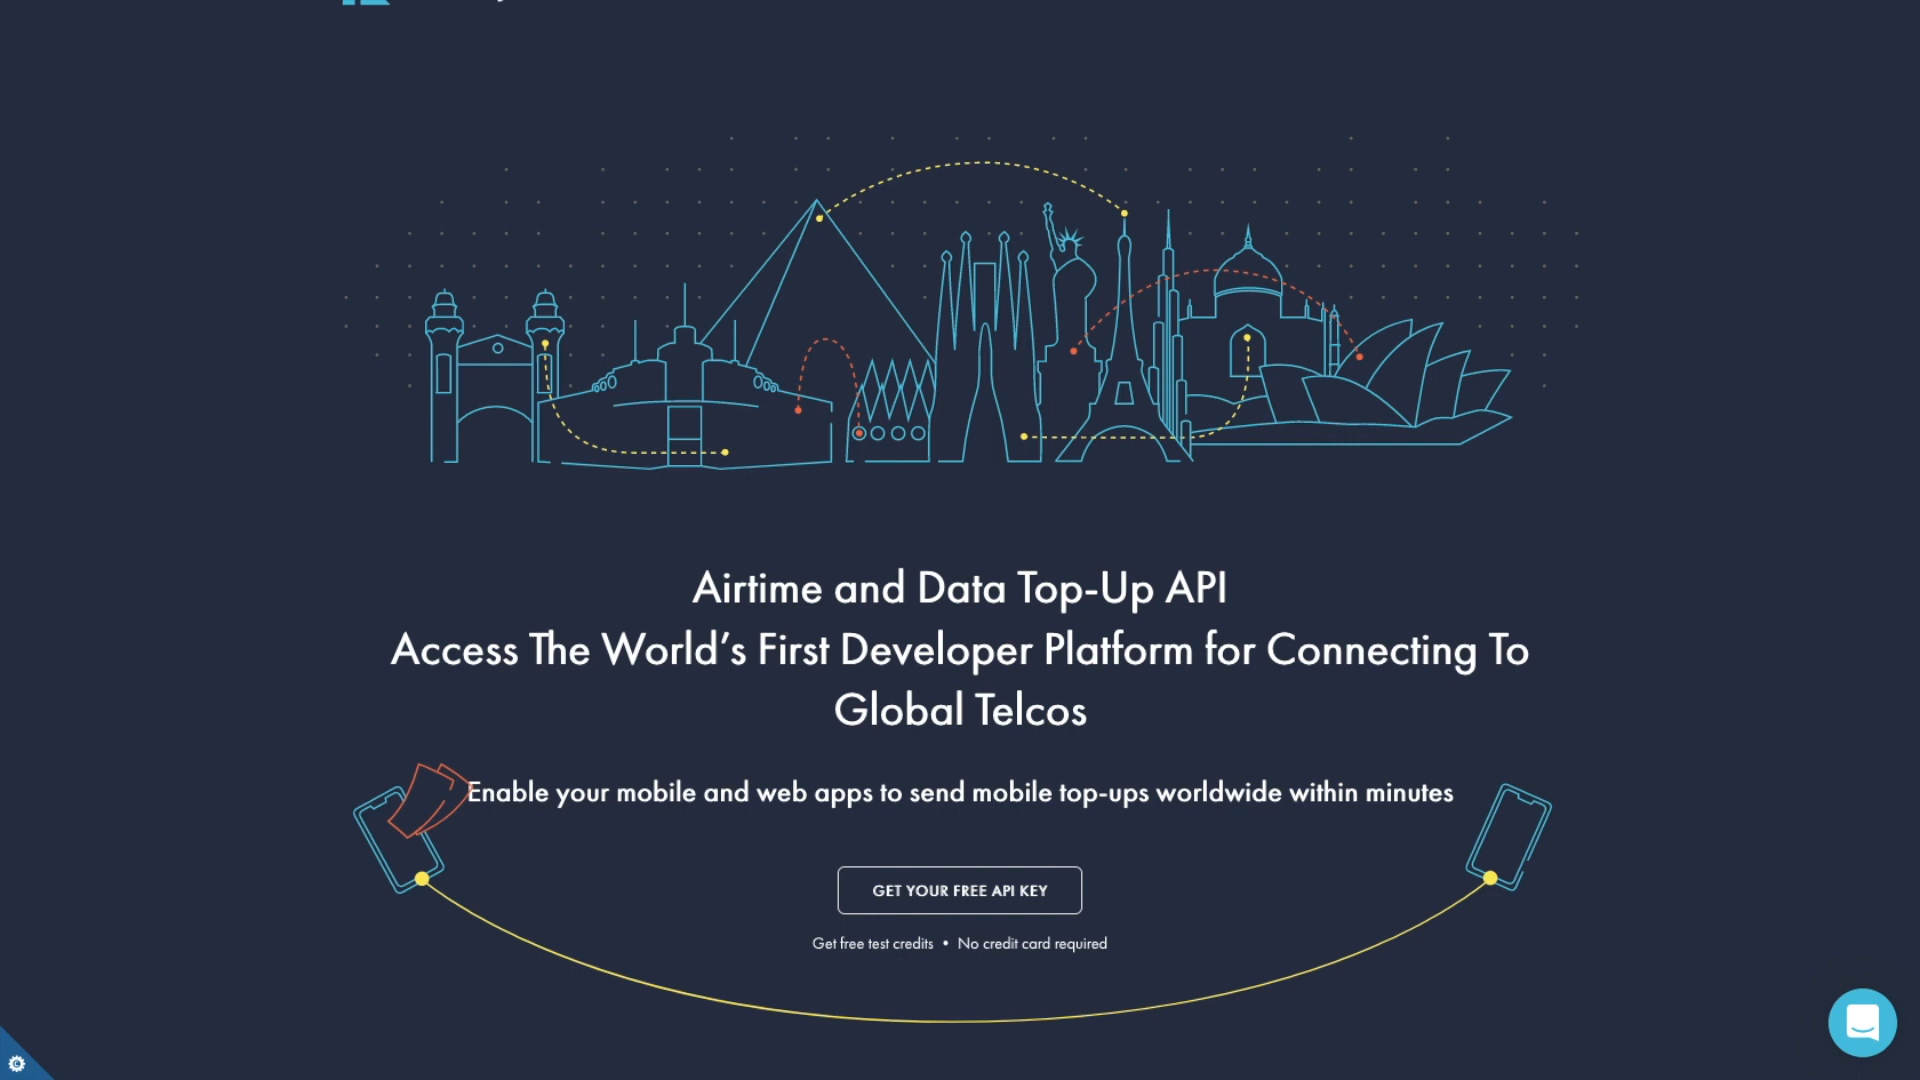 Airtime and Data Top-Up API
Access The World’s First Developer Platform for Connecting To
Global Telcos
Enable your mobile and web apps to send mobile top-ups worldwide within minutes
GET YOUR FREE API KEY
Get free test credits • No credit card required